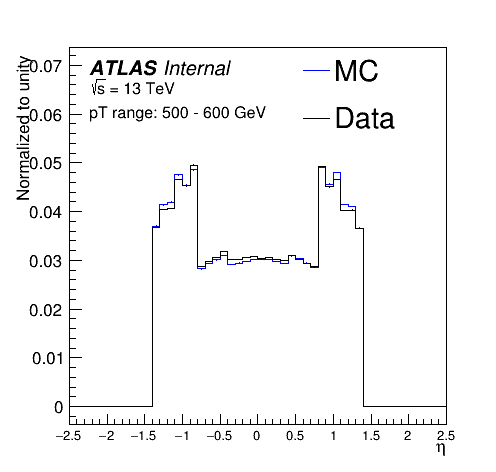 ATLAS Internal
√s = 13 TeV
pT range: 500 - 600 GeV
MC
Data
Normalized to unity
0.07
0.06
0.05
0.04
0.03
0.02
0.01
0
−2.5 −2 −1.5 −1 −0.5 0 0.5 1 1.5 2 2.5
η